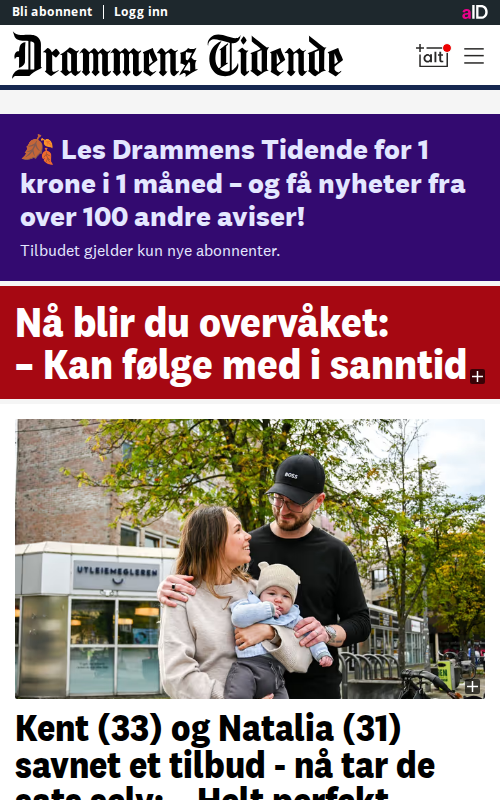 Bli abonnent | Logg inn
aID
Drammens Tidende
+alt
🍂 Les Drammens Tidende for 1
krone i 1 måned – og få nyheter fra
over 100 andre aviser!
Tilbudet gjelder kun nye abonnenter.
Nå blir du overvåket:
– Kan følge med i sanntid
BOSS
UTLEIEMEGLEREN
Kent (33) og Natalia (31)
savnet et tilbud - nå tar de